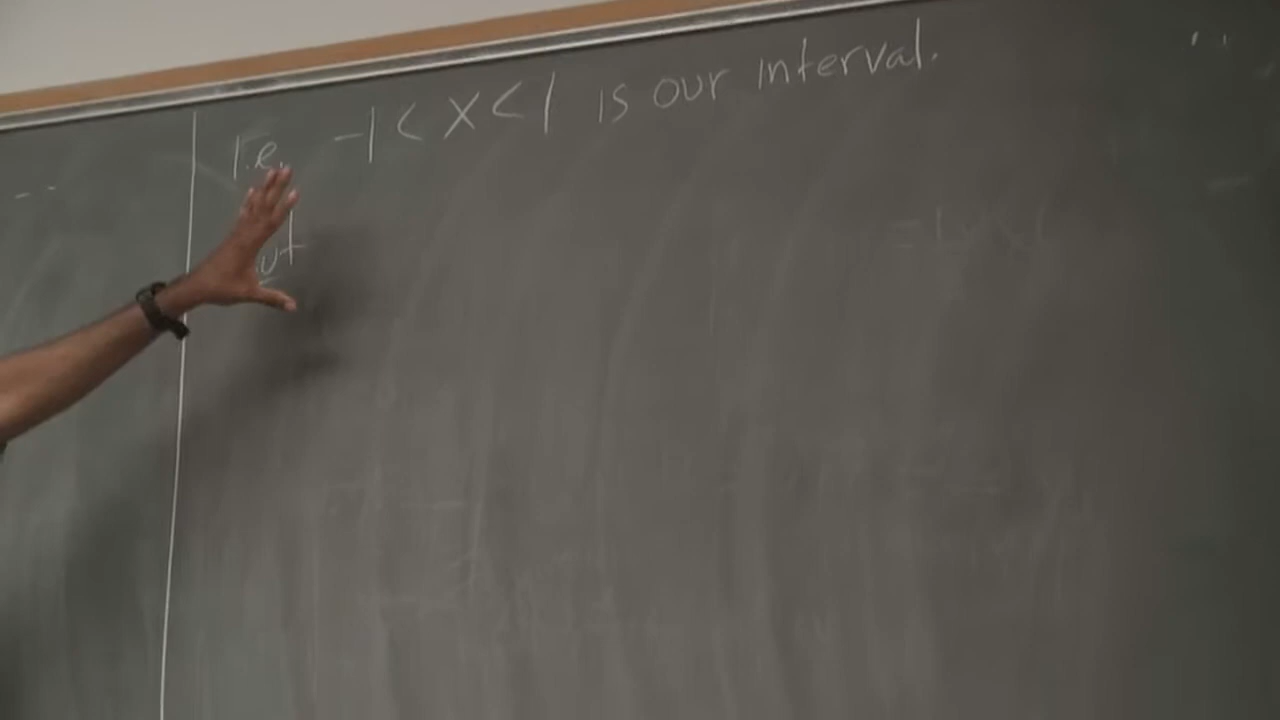 I.e. -1 < x < 1 is our interval.